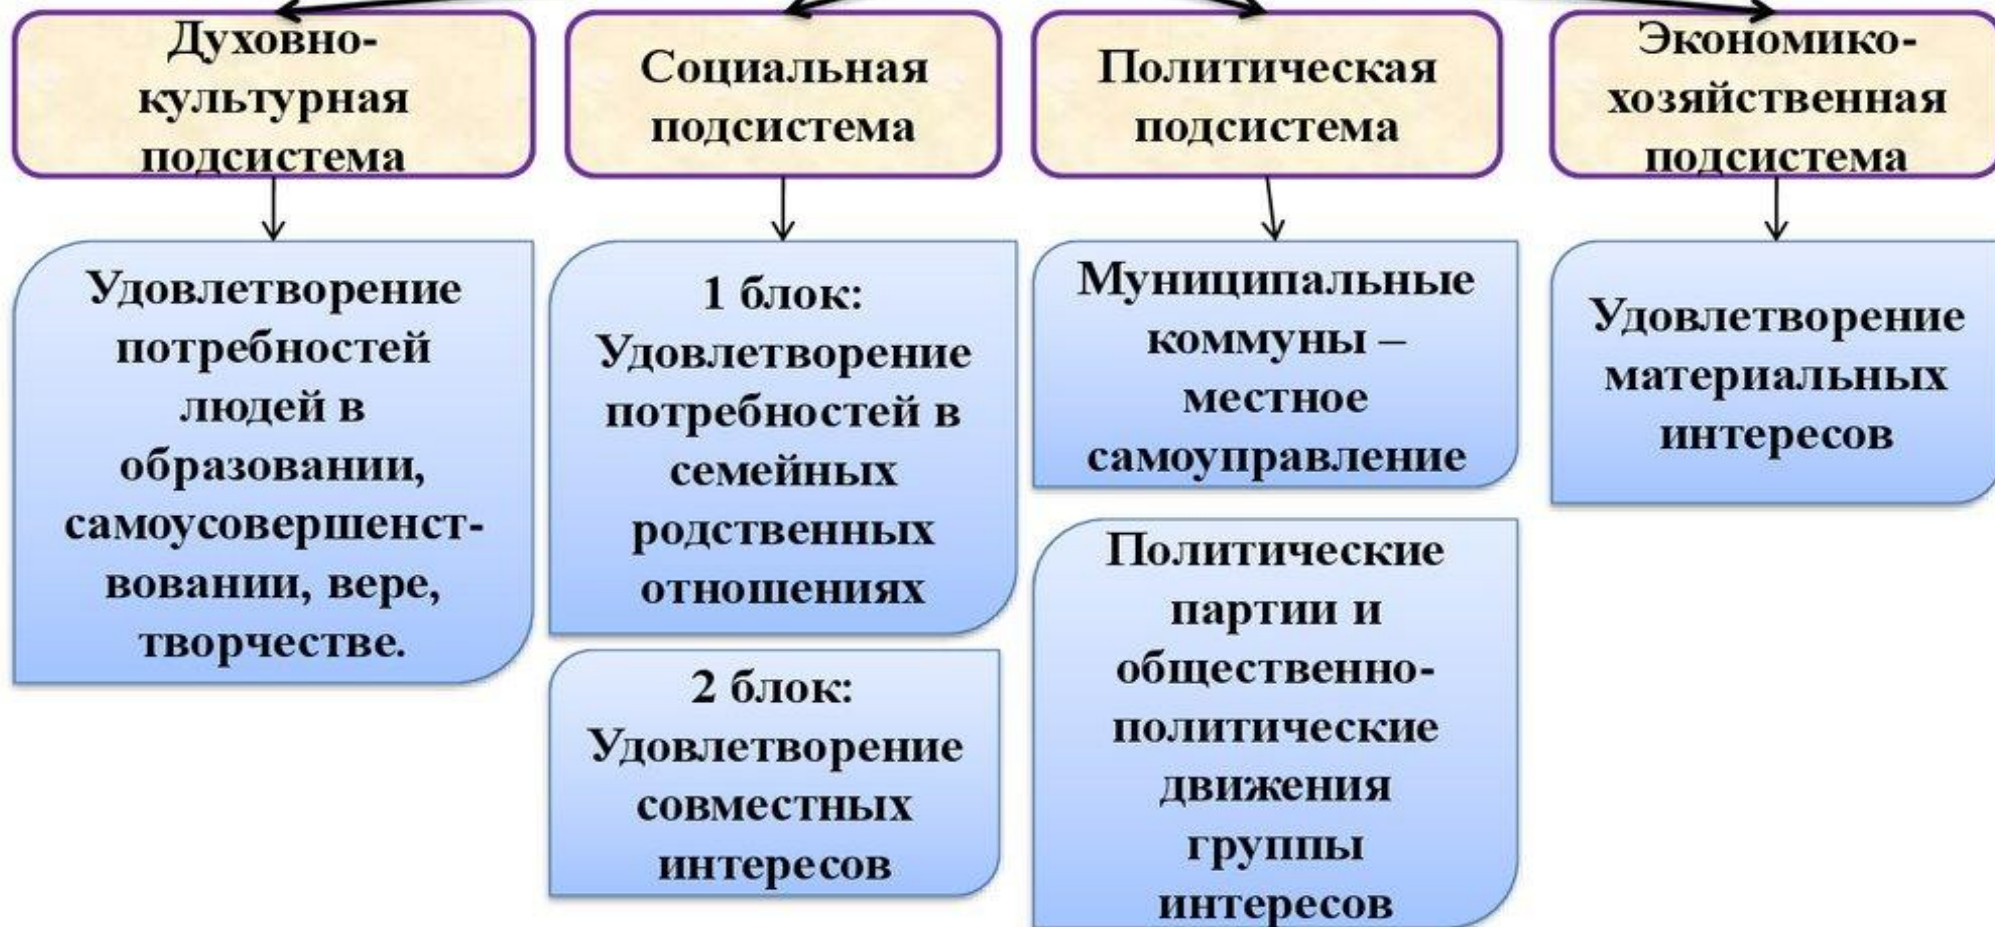 Духовно-
культурная
подсистема
Социальная
подсистема
Политическая
подсистема
Экономико-
хозяйственная
подсистема
Удовлетворение
потребностей
людей в
образовании,
самоусовершенст-
вовании, вере,
творчестве.
1 блок:
Удовлетворение
потребностей в
семейных
родственных
отношениях
2 блок:
Удовлетворение
совместных
интересов
Муниципальные
коммуны –
местное
самоуправление
Политические
партии и
общественно-
политические
движения
группы
интересов
Удовлетворение
материальных
интересов